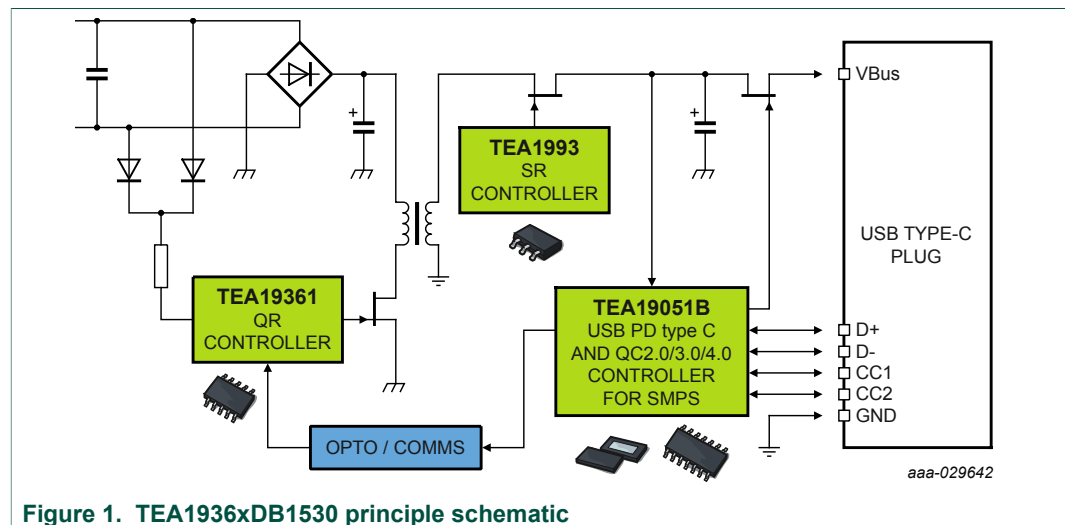 +
+
TEA1993
SR
CONTROLLER
VBus
USB TYPE-C
PLUG
TEA19361
QR
CONTROLLER
TEA19051B
USB PD type C
AND QC2.0/3.0/4.0
CONTROLLER
FOR SMPS
D+
D-
CC1
CC2
GND
OPTO / COMMS
aaa-029642
Figure 1. TEA1936xDB1530 principle schematic